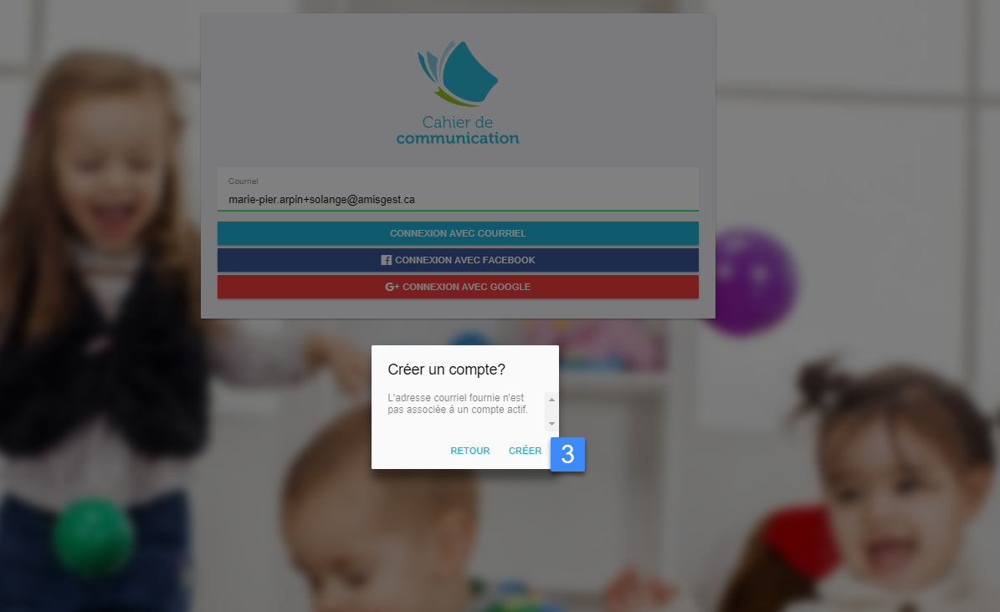 Cahier de
communication
Courriel
marie-pier.arpin+solange@amisgest.ca
CONNEXION AVEC COURRIEL
CONNEXION AVEC FACEBOOK
G+ CONNEXION AVEC GOOGLE
Créer un compte?
L'adresse courriel fournie n'est
pas associée à un compte actif.
RETOUR CRÉER 3